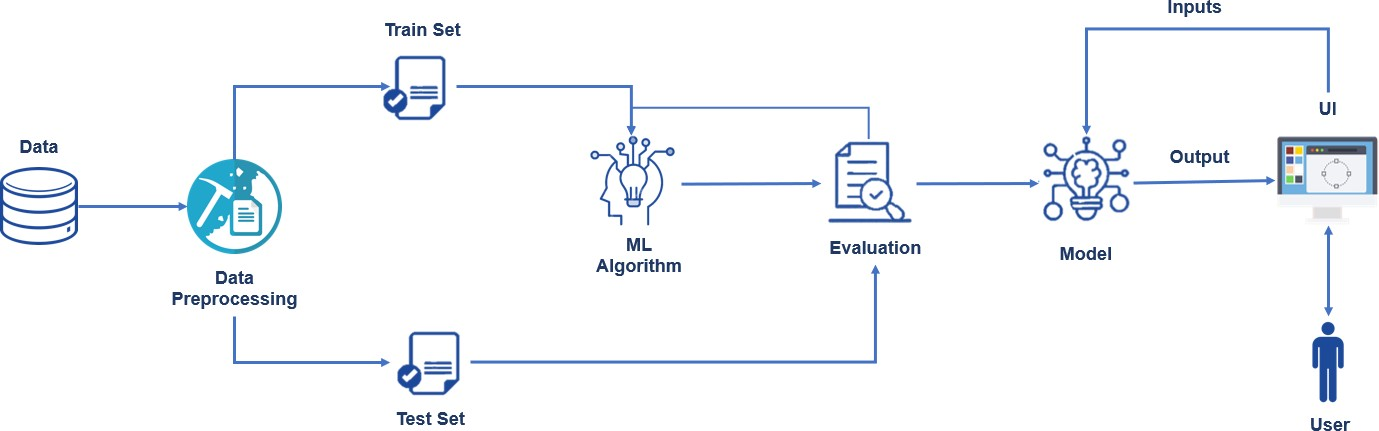 Inputs
Train Set
UI
Data
Output
ML
Algorithm
Evaluation
Model
Data
Preprocessing
Test Set
User